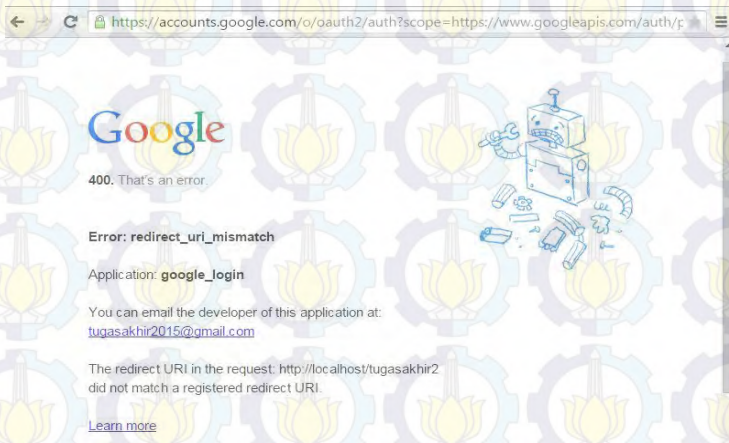 https://accounts.google.com/o/oauth2/auth?scope=https://www.googleapis.com/auth/p
Google
400. That's an error.
Error: redirect_uri_mismatch
Application: google_login
You can email the developer of this application at:
tugasakhir2015@gmail.com
The redirect URI in the request: http://localhost/tugasakhir2
did not match a registered redirect URI.
Learn more